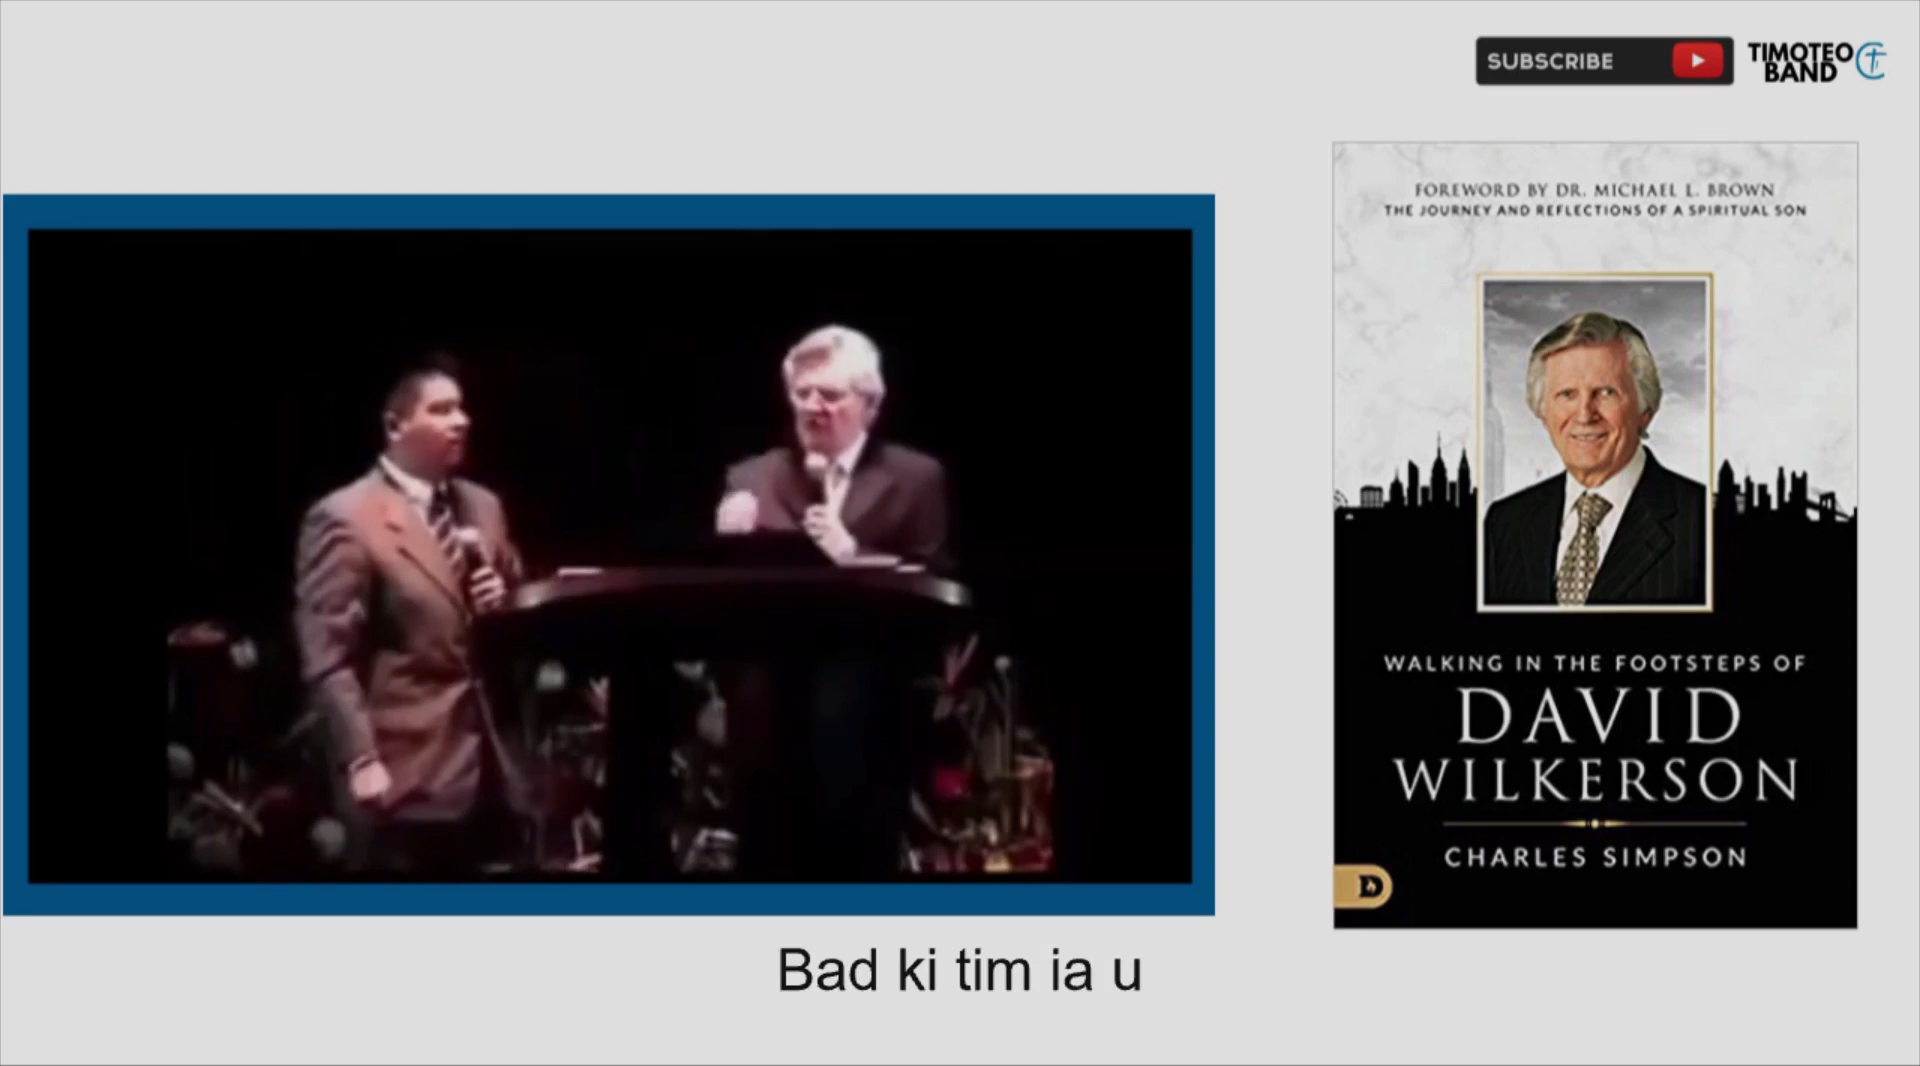 SUBSCRIBE
TIMOTEO
BAND
FOREWORD BY DR. MICHAEL L. BROWN
THE JOURNEY AND REFLECTIONS OF A SPIRITUAL SON
WALKING IN THE FOOTSTEPS OF
DAVID
WILKERSON
CHARLES SIMPSON
D
Bad ki tim ia u